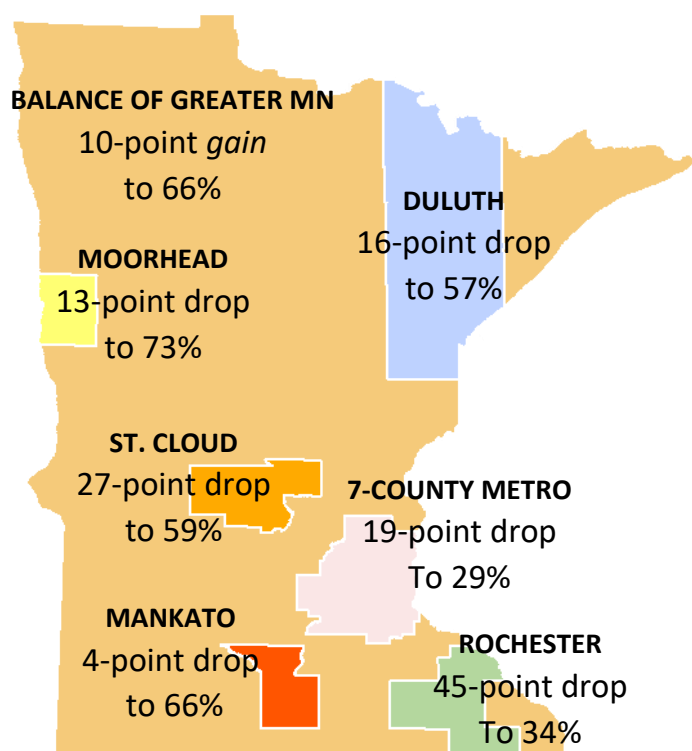 BALANCE OF GREATER MN
10-point gain
to 66%
DULUTH
16-point drop
to 57%
MOORHEAD
13-point drop
to 73%
ST. CLOUD
27-point drop
to 59%
7-COUNTY METRO
19-point drop
To 29%
MANKATO
4-point drop
to 66%
ROCHESTER
45-point drop
To 34%